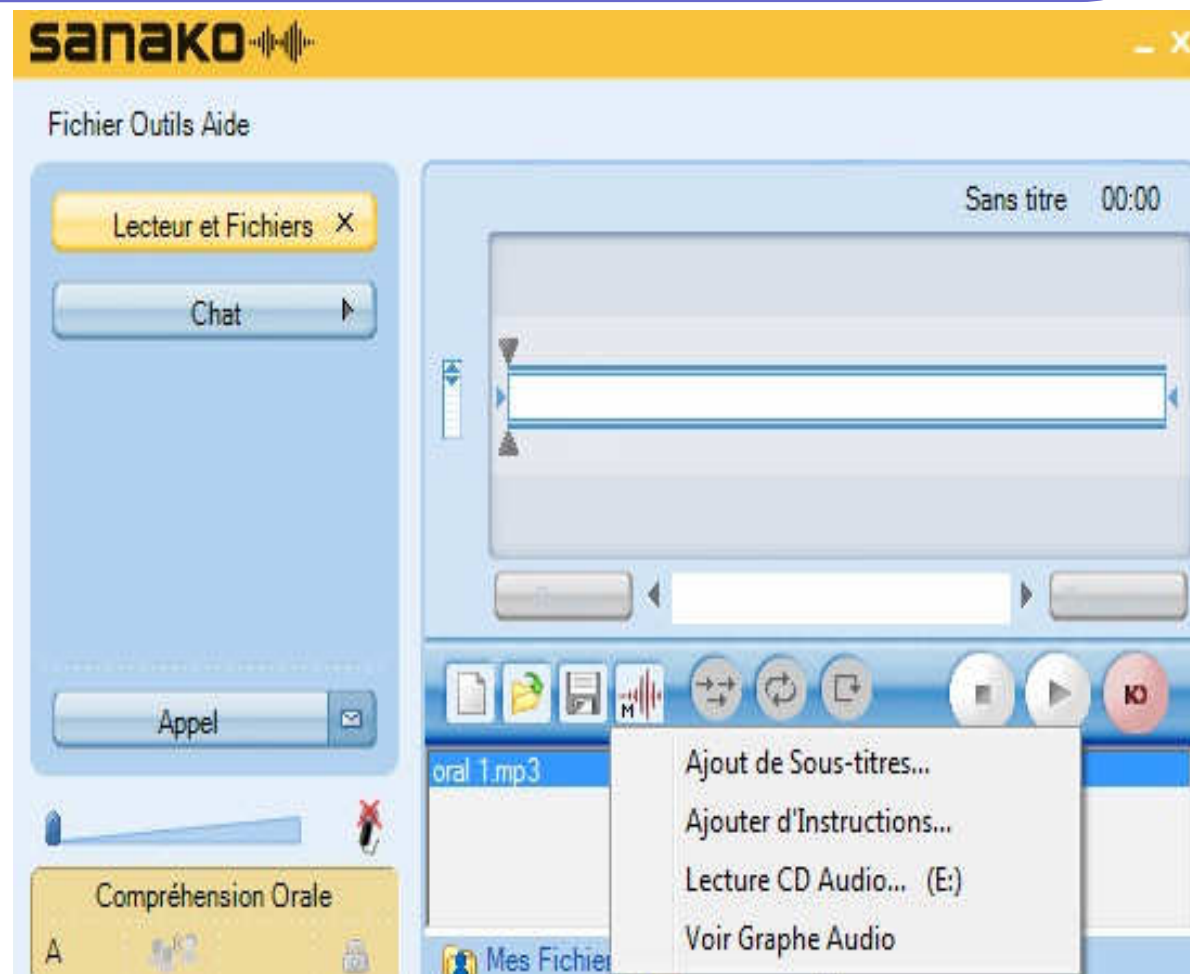 sanako
Fichier Outils Aide
Lecteur et Fichiers
Chat
Appel
Compréhension Orale
A
Sans titre 00:00
M
oral 1.mp3
Ajout de Sous-titres...
Ajouter d'Instructions...
Lecture CD Audio... (E:)
Voir Graphe Audio
Mes Fichier